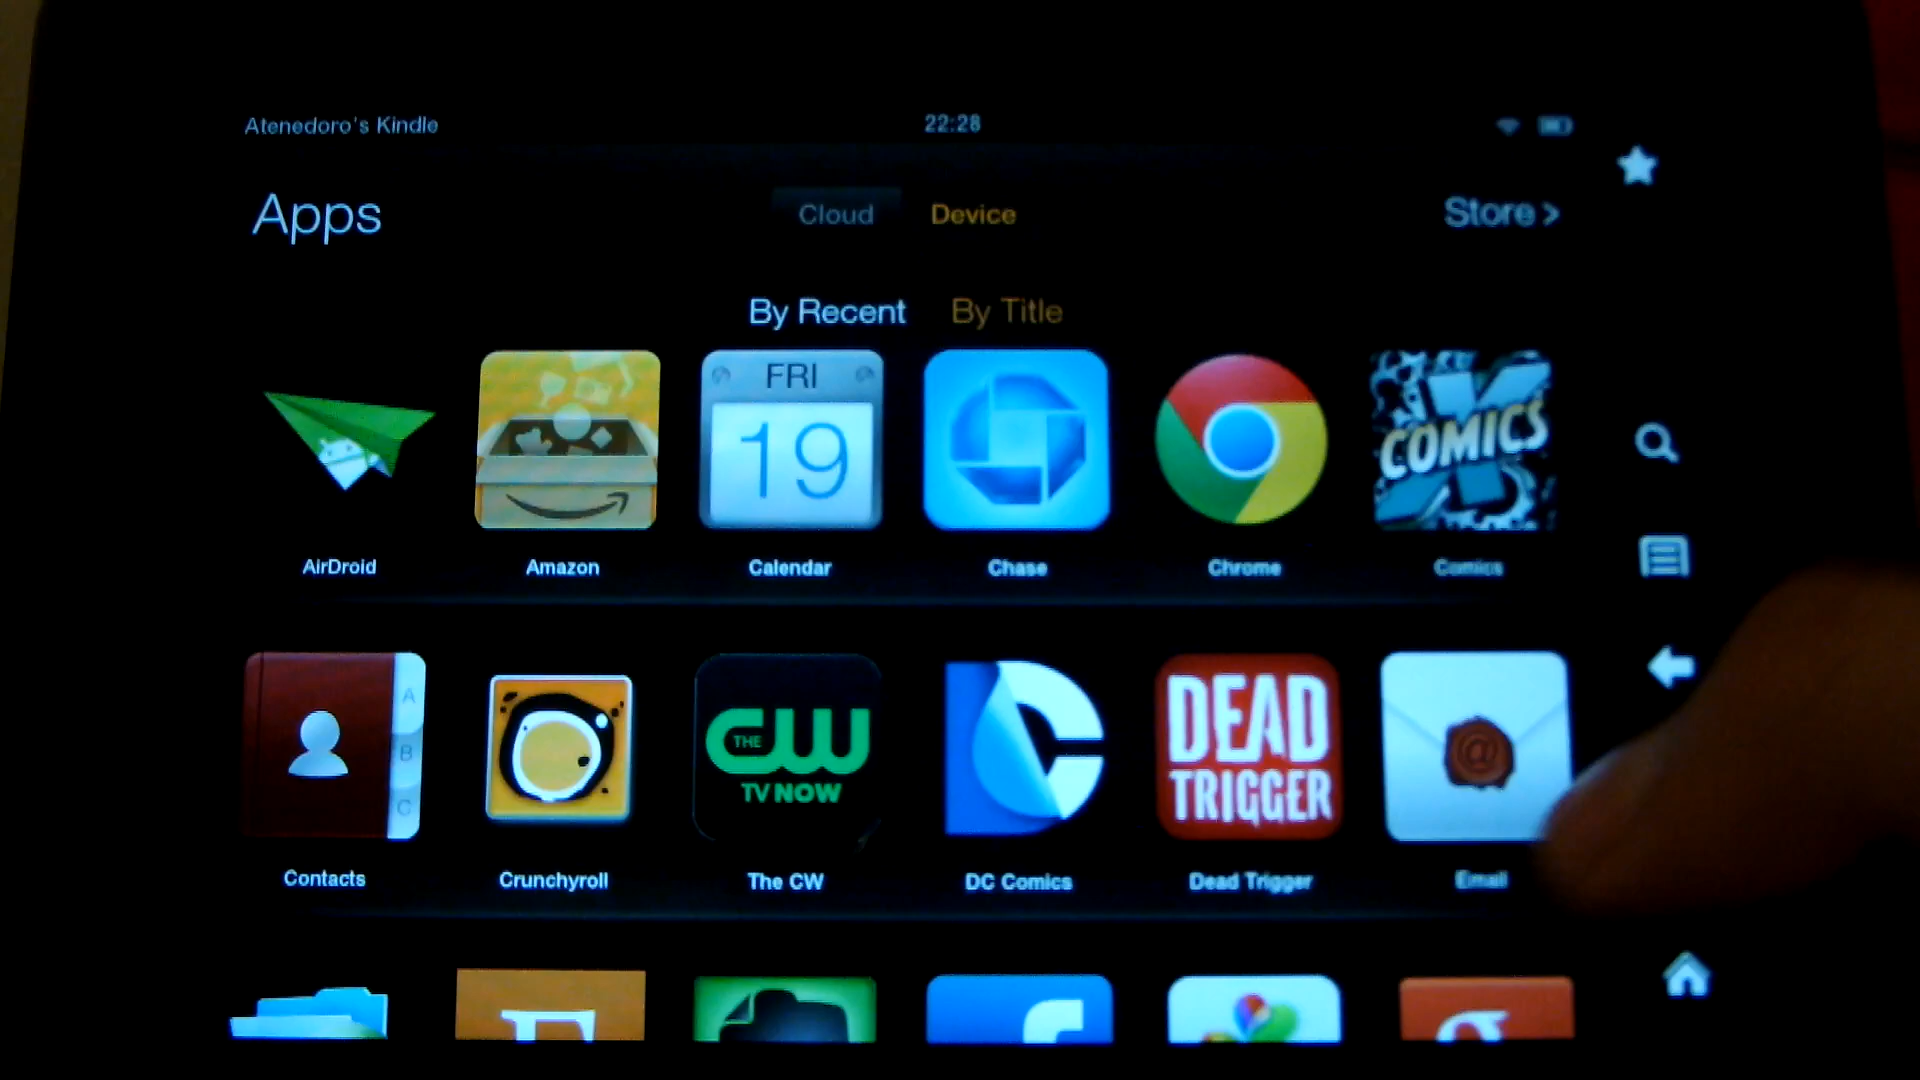 Atenedoro's Kindle 22:28
Apps Cloud Device Store >
By Recent By Title
FRI
19
COMICS
AirDroid Amazon Calendar Chase Chrome Comics
A
B
C
THE CW
TV NOW
DEAD
TRIGGER
@
Contacts Crunchyroll The CW DC Comics Dead Trigger Email